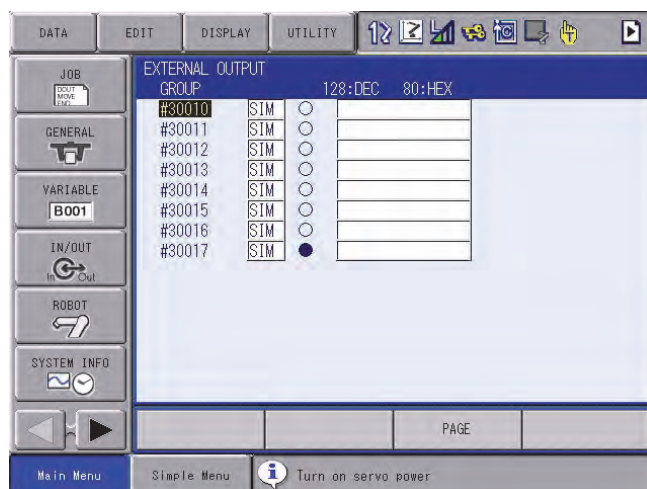 DATA EDIT DISPLAY UTILITY
JOB
DOUT
MOVE
END
GENERAL
VARIABLE
B001
IN/OUT
In Out
ROBOT
SYSTEM INFO
EXTERNAL OUTPUT
GROUP 128:DEC 80:HEX
#30010 SIM
#30011 SIM
#30012 SIM
#30013 SIM
#30014 SIM
#30015 SIM
#30016 SIM
#30017 SIM
PAGE
Main Menu Simple Menu Turn on servo power